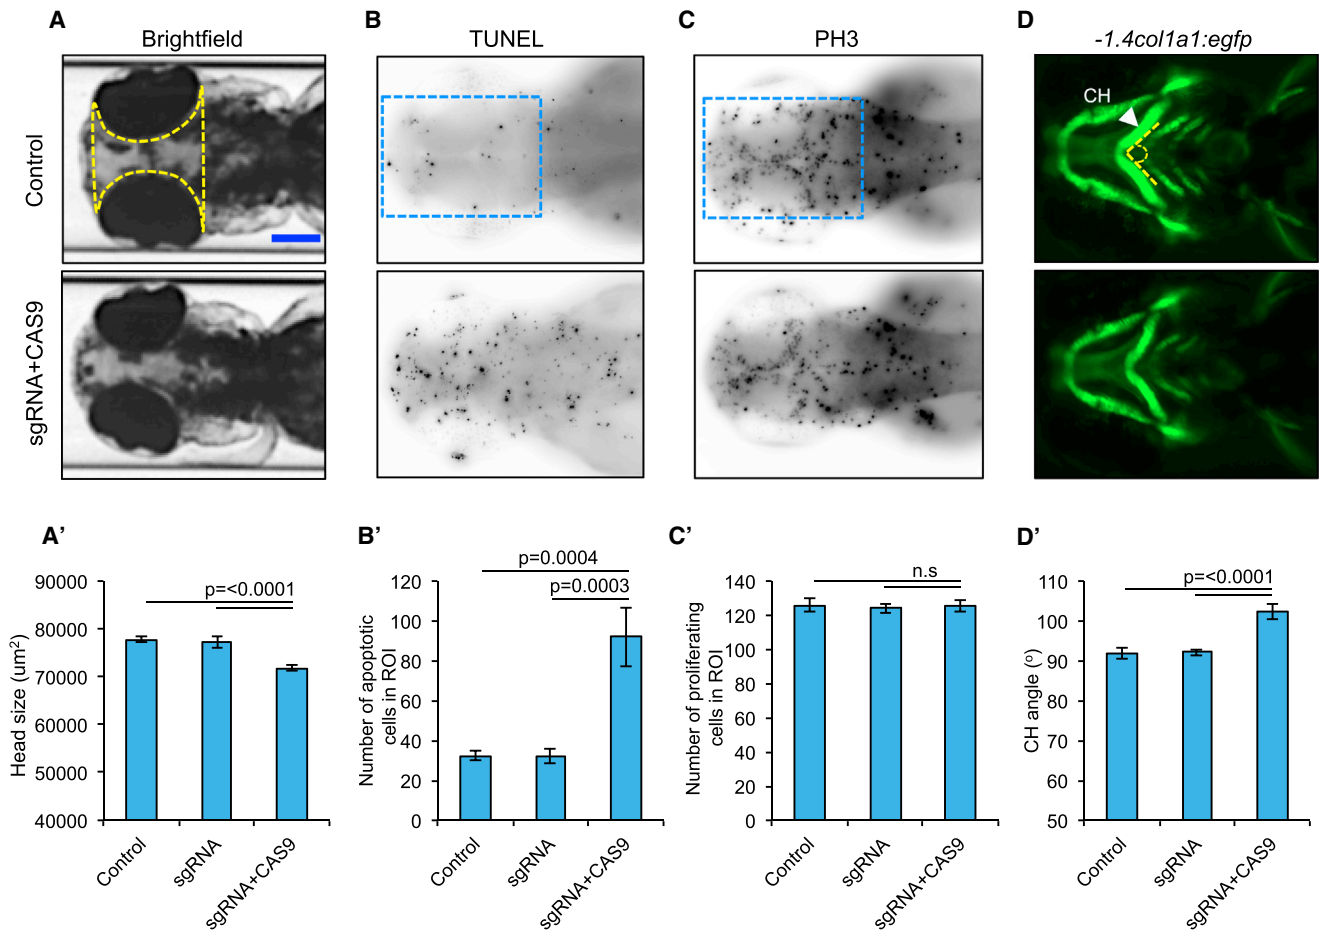 A
B
C
D
Brightfield
TUNEL
PH3
-1.4col1a1:egfp
Control
CH
sgRNA+CAS9
A'
B'
C'
D'
p=<0.0001
90000
80000
70000
60000
50000
40000
Head size (um²)
Control
sgRNA
sgRNA+CAS9
p=0.0004
p=0.0003
120
100
80
60
40
20
0
Number of apoptotic
cells in ROI
Control
sgRNA
sgRNA+CAS9
n.s
140
120
100
80
60
40
20
0
Number of proliferating
cells in ROI
Control
sgRNA
sgRNA+CAS9
p=<0.0001
110
100
90
80
70
60
50
CH angle (º)
Control
sgRNA
sgRNA+CAS9